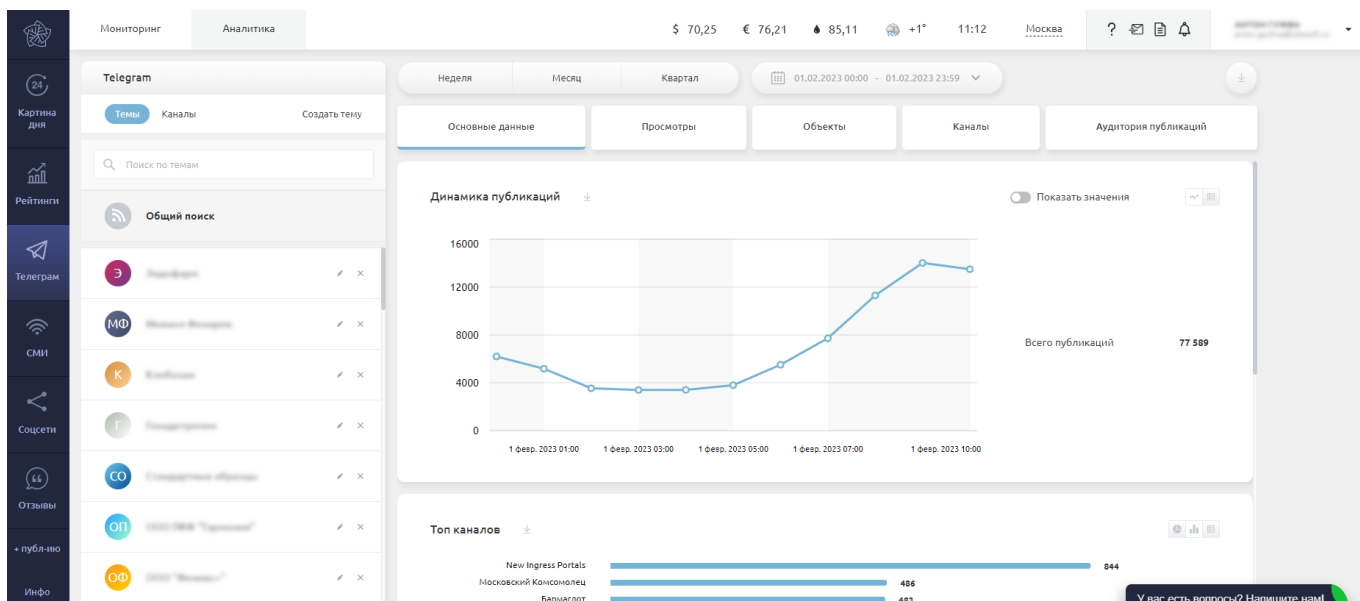 Мониторинг
Аналитика
$ 70,25
€ 76,21
85,11
+1°
11:12
Москва
?
24
Картина
дня
Рейтинги
Телеграм
СМИ
Соцсети
Отзывы
+ публ-ию
Инфо
Telegram
Темы
Каналы
Создать тему
Поиск по темам
Общий поиск
Э
МФ
К
Г
СО
ОП
ОФ
Неделя
Месяц
Квартал
01.02.2023 00:00 - 01.02.2023 23:59
Основные данные
Просмотры
Объекты
Каналы
Аудитория публикаций
Динамика публикаций
Показать значения
16000
12000
8000
4000
0
1 февр. 2023 01:00
1 февр. 2023 03:00
1 февр. 2023 05:00
1 февр. 2023 07:00
1 февр. 2023 10:00
Всего публикаций
77 589
Топ каналов
New Ingress Portals
844
Московский Комсомолец
486
Бармаглот
483
У вас есть вопросы? Напишите нам!